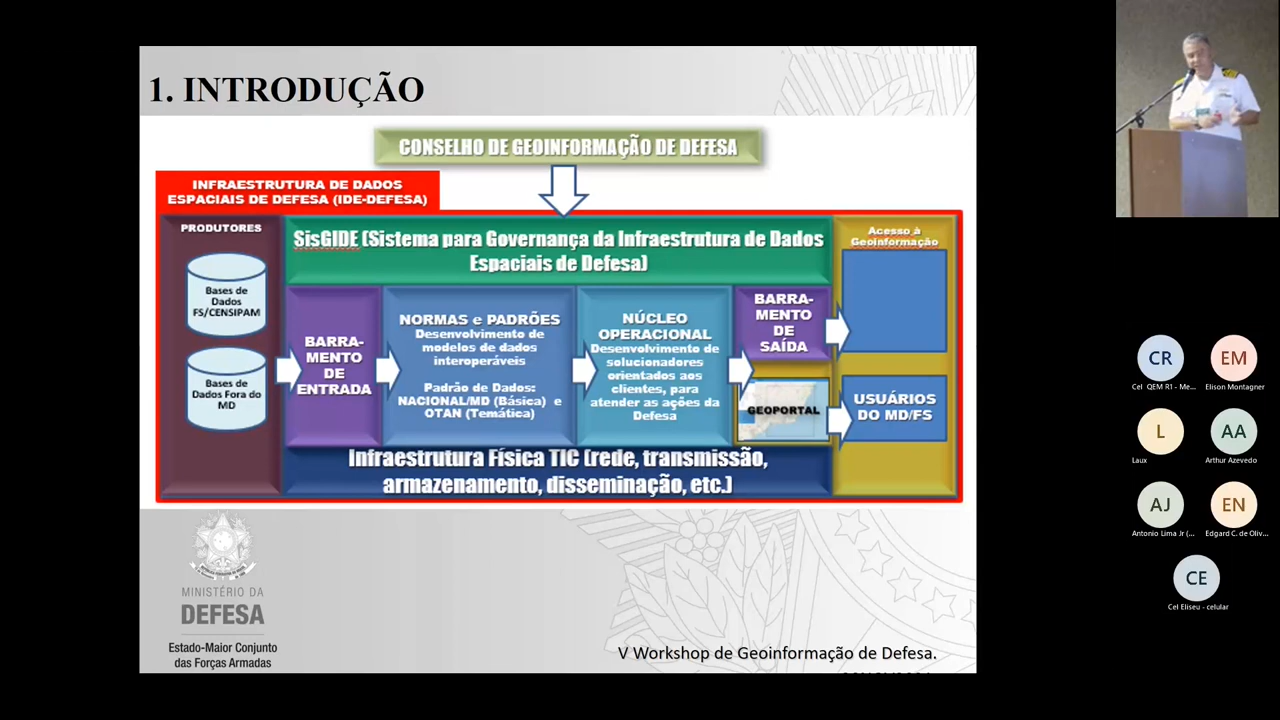 1. INTRODUÇÃO
CONSELHO DE GEOINFORMAÇÃO DE DEFESA
INFRAESTRUTURA DE DADOS
ESPACIAIS DE DEFESA (IDE-DEFESA)
PRODUTORES
Bases de
Dados
FS/CENSIPAM
Bases de
Dados Fora do
MD
SisGIDE (Sistema para Governança da Infraestrutura de Dados
Espaciais de Defesa)
BARRA-
MENTO
DE
ENTRADA
NORMAS e PADRÕES
Desenvolvimento de
modelos de dados
interoperáveis
Padrão de Dados:
NACIONAL/MD (Básica) e
OTAN (Temática)
NÚCLEO
OPERACIONAL
Desenvolvimento de
solucionadores
orientados aos
clientes, para
atender as ações da
Defesa
BARRA-
MENTO
DE
SAÍDA
GEOPORTAL
Acesso à
Geoinformação
USUÁRIOS
DO MD/FS
Infraestrutura Física TIC (rede, transmissão,
armazenamento, disseminação, etc.)
MINISTÉRIO DA
DEFESA
Estado-Maior Conjunto
das Forças Armadas
V Workshop de Geoinformação de Defesa.
CR
Cel QEM R1 - Me...
EM
Elison Montagner
L
Laux
AA
Arthur Azevedo
AJ
Antonio Lima Jr (...
EN
Edgard C. de Oliv...
CE
Cel Eliseu - celular